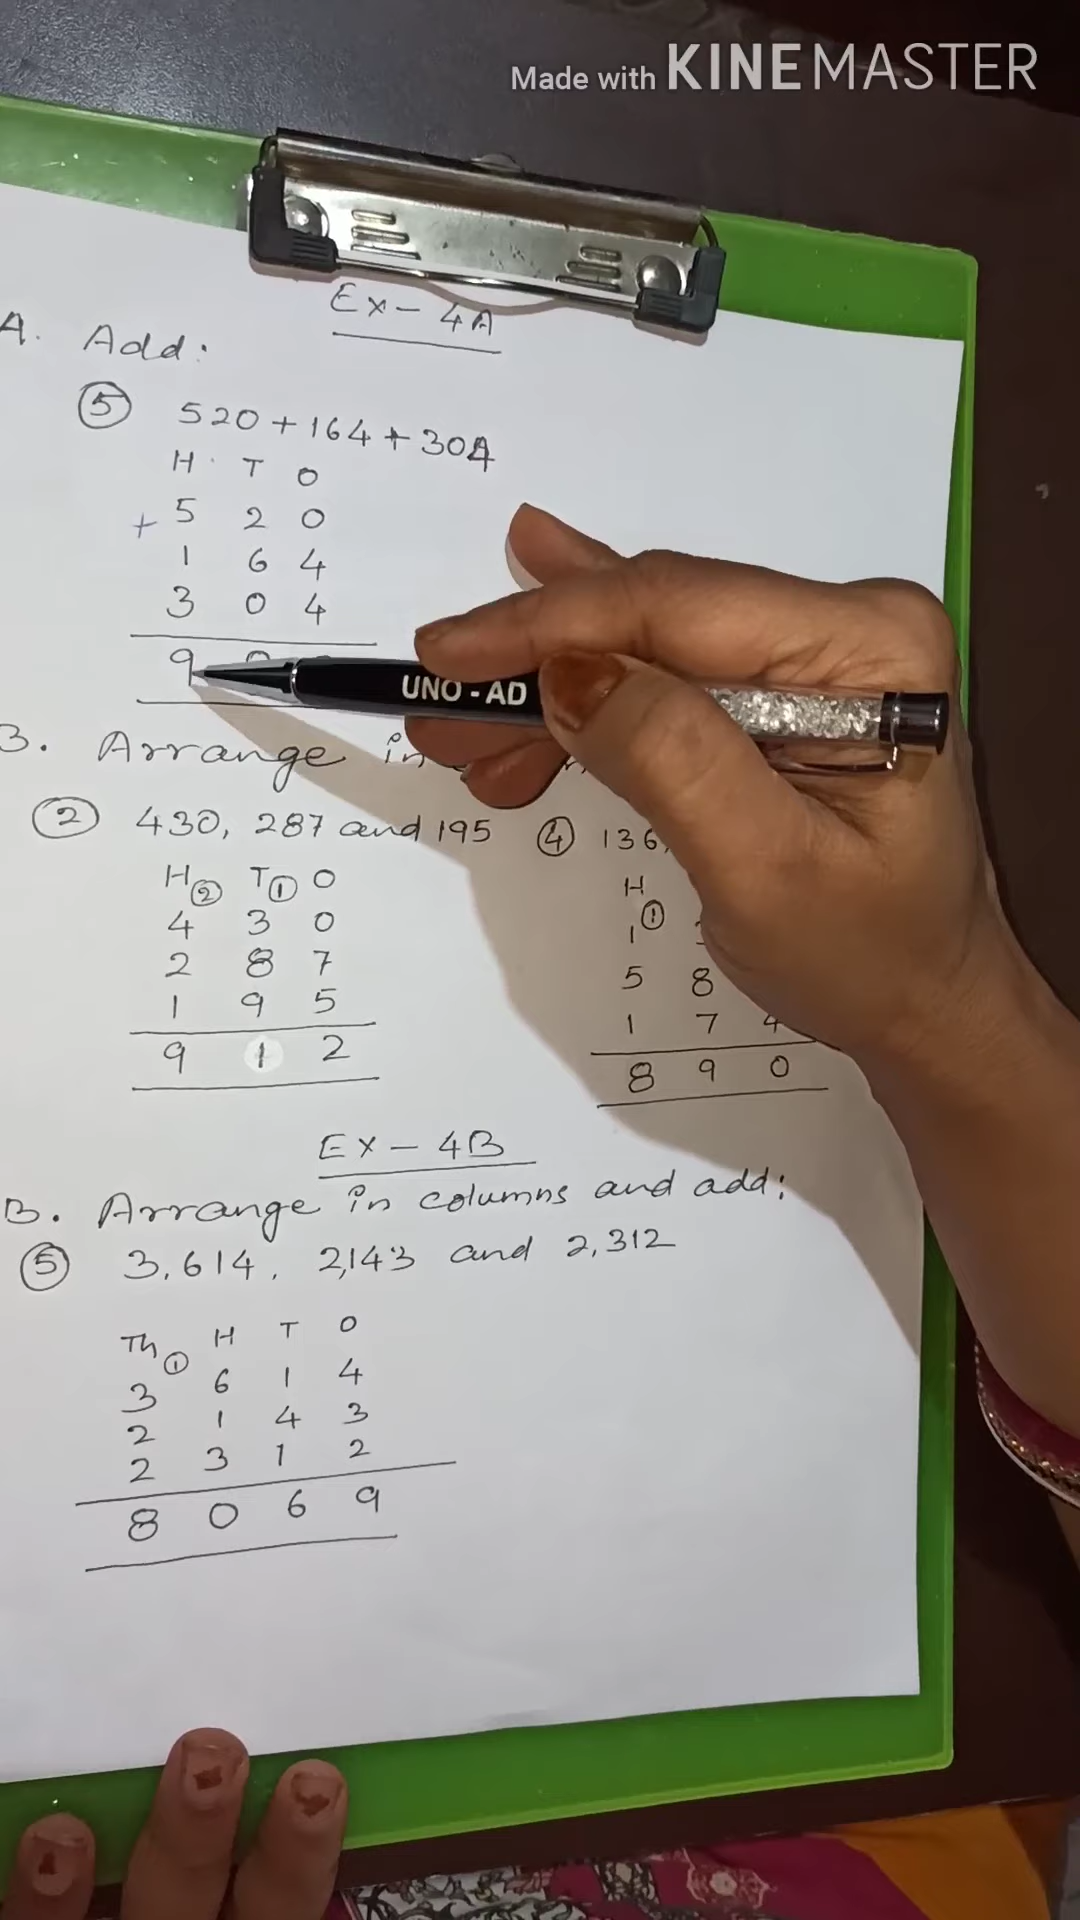 Made with KINEMASTER
Ex - 4A
A. Add:
⑤ 520 + 164 + 304
H T O
+ 5 2 0
1 6 4
3 0 4
9
UNO - AD
Arrange in
② 430, 287 and 195
H ② T ① O
4 3 0
2 8 7
1 9 5
9 1 2
④ 136,
H
①
1
5 8
1 7 4
8 9 0
Ex - 4B
B. Arrange in columns and add:
⑤ 3,614, 2,143 and 2,312
Th ① H T O
3 6 1 4
2 1 4 3
2 3 1 2
8 0 6 9